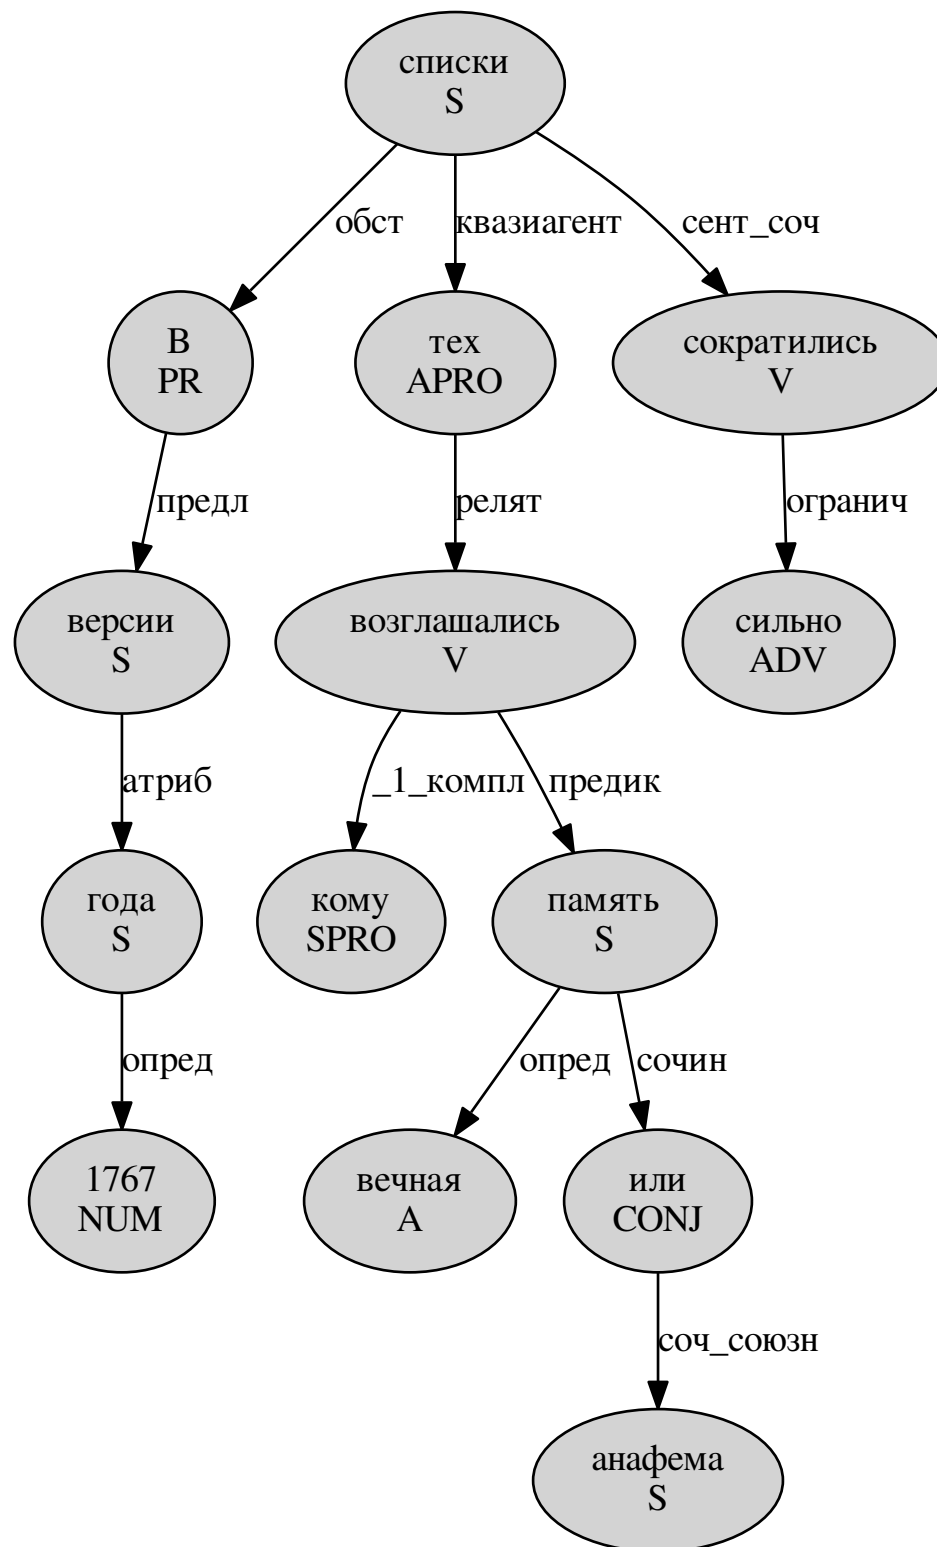 списки
S
обст
квазиагент
сент_соч
В
PR
тех
APRO
сократились
V
предл
релят
огранич
версии
S
возглашались
V
сильно
ADV
атриб
_1_компл
предик
года
S
кому
SPRO
память
S
опред
опред
сочин
1767
NUM
вечная
A
или
CONJ
соч_союзн
анафема
S